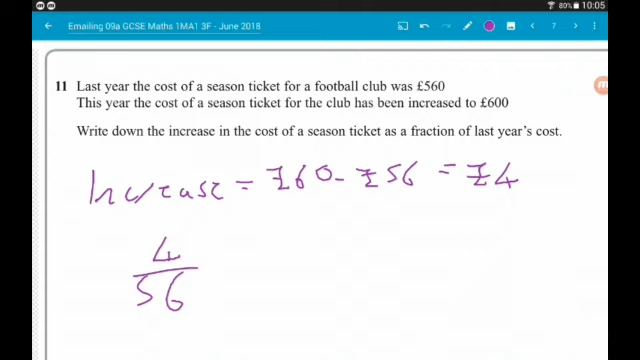 80% 10:05
Emailing 09a GCSE Maths 1MA1 3F - June 2018
7
11 Last year the cost of a season ticket for a football club was £560
This year the cost of a season ticket for the club has been increased to £600
Write down the increase in the cost of a season ticket as a fraction of last year's cost.
Increase = £60 - £56 = £4
4
56